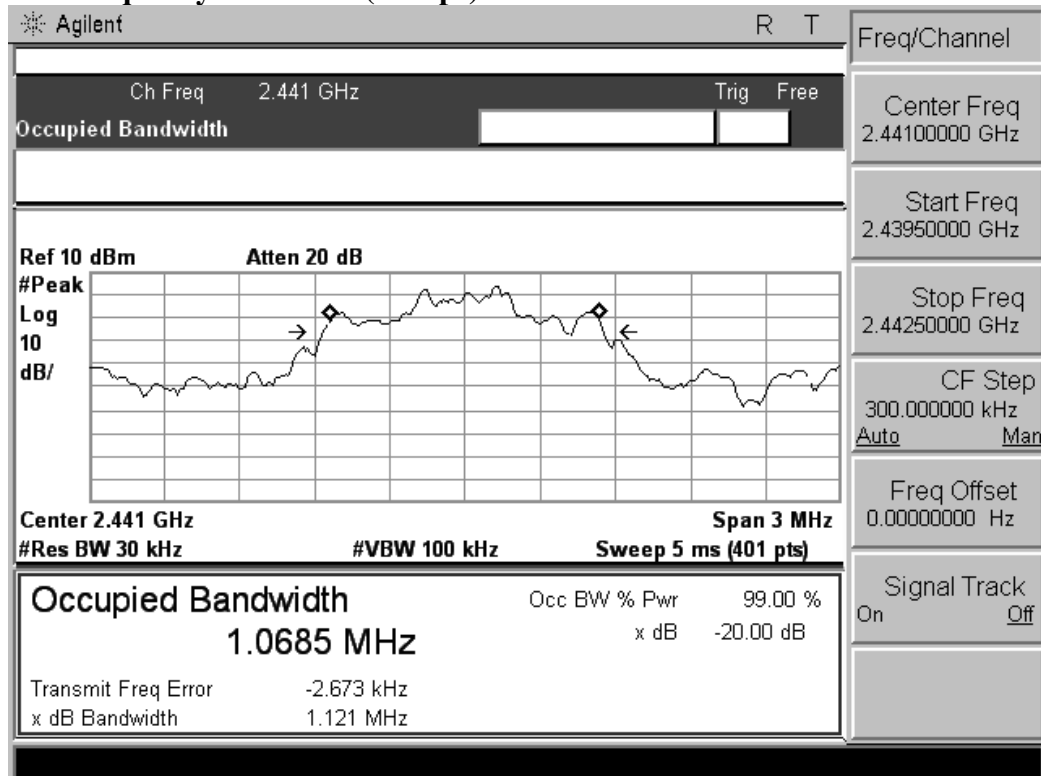 Agilent R T
Freq/Channel
Ch Freq 2.441 GHz Trig Free
Occupied Bandwidth
Center Freq
2.44100000 GHz
Start Freq
2.43950000 GHz
Ref 10 dBm Atten 20 dB
#Peak
Log
10
dB/
Stop Freq
2.44250000 GHz
CF Step
300.000000 kHz
Auto Man
Freq Offset
0.00000000 Hz
Center 2.441 GHz Span 3 MHz
#Res BW 30 kHz #VBW 100 kHz Sweep 5 ms (401 pts)
Signal Track
On Off
Occupied Bandwidth Occ BW % Pwr 99.00 %
1.0685 MHz x dB -20.00 dB
Transmit Freq Error -2.673 kHz
x dB Bandwidth 1.121 MHz